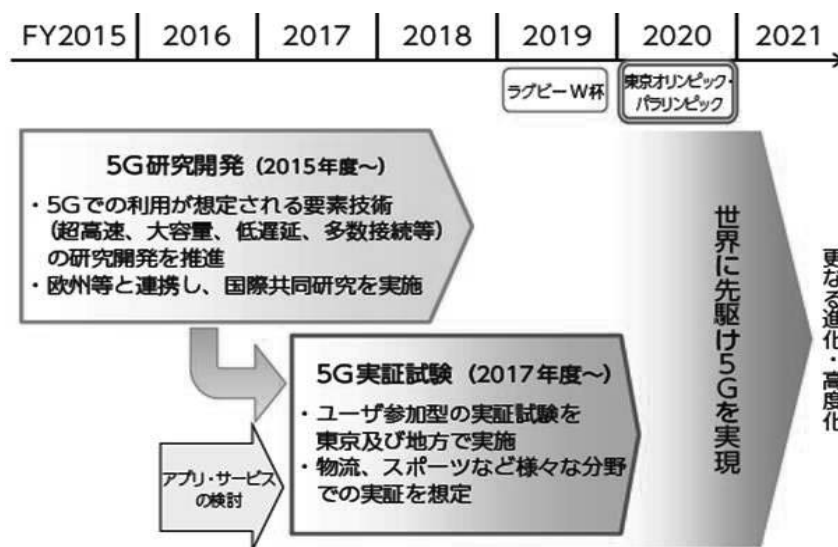 FY2015 2016 2017 2018 2019 2020 2021
ラグビーW杯
東京オリンピック・
パラリンピック
5G研究開発（2015年度～）
・5Gでの利用が想定される要素技術
（超高速、大容量、低遅延、多数接続等）
の研究開発を推進
・欧州等と連携し、国際共同研究を実施
5G実証試験（2017年度～）
・ユーザ参加型の実証試験を
東京及び地方で実施
・物流、スポーツなど様々な分野
での実証を想定
アプリ・サービス
の検討
世界に先駆け5Gを実現
更なる進化・高度化